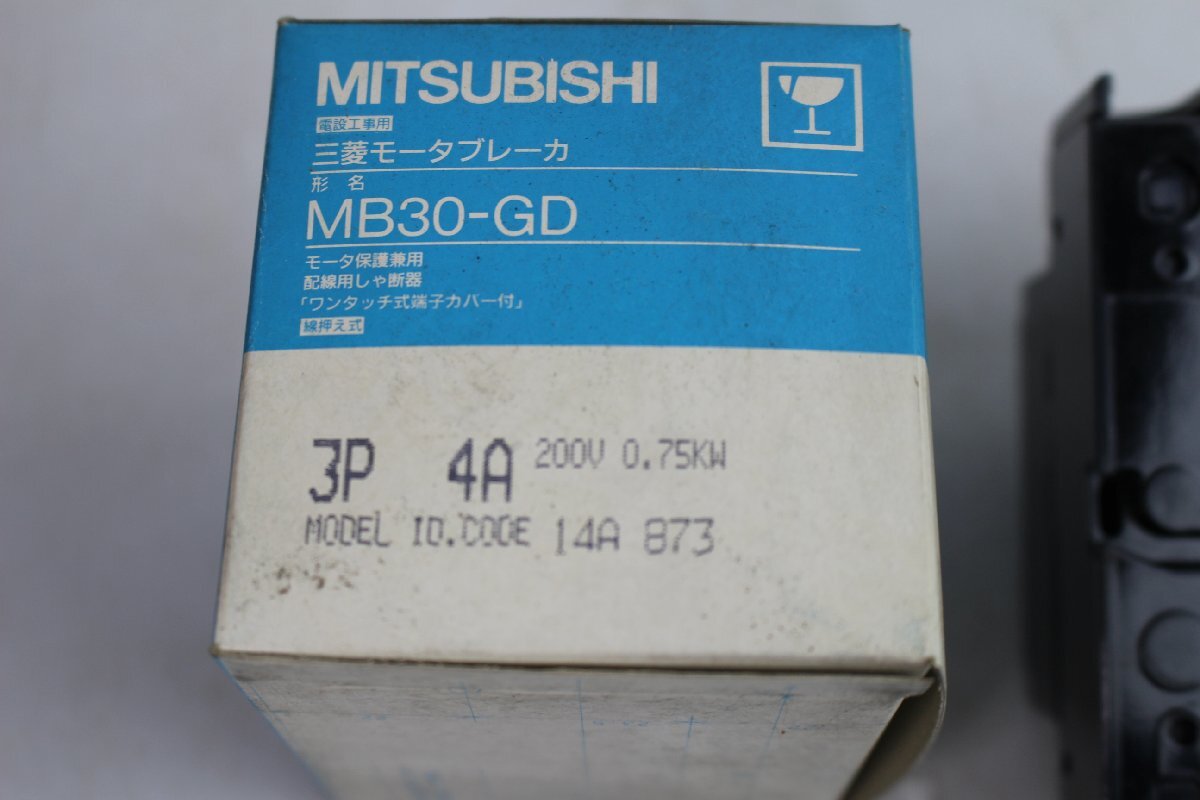 MITSUBISHI
電設工事用
三菱モータブレーカ
形 名
MB30-GD
モータ保護兼用
配線用しゃ断器
「ワンタッチ式端子カバー付」
線押え式
3P 4A 200V 0.75KW
MODEL ID.CODE 14A 873